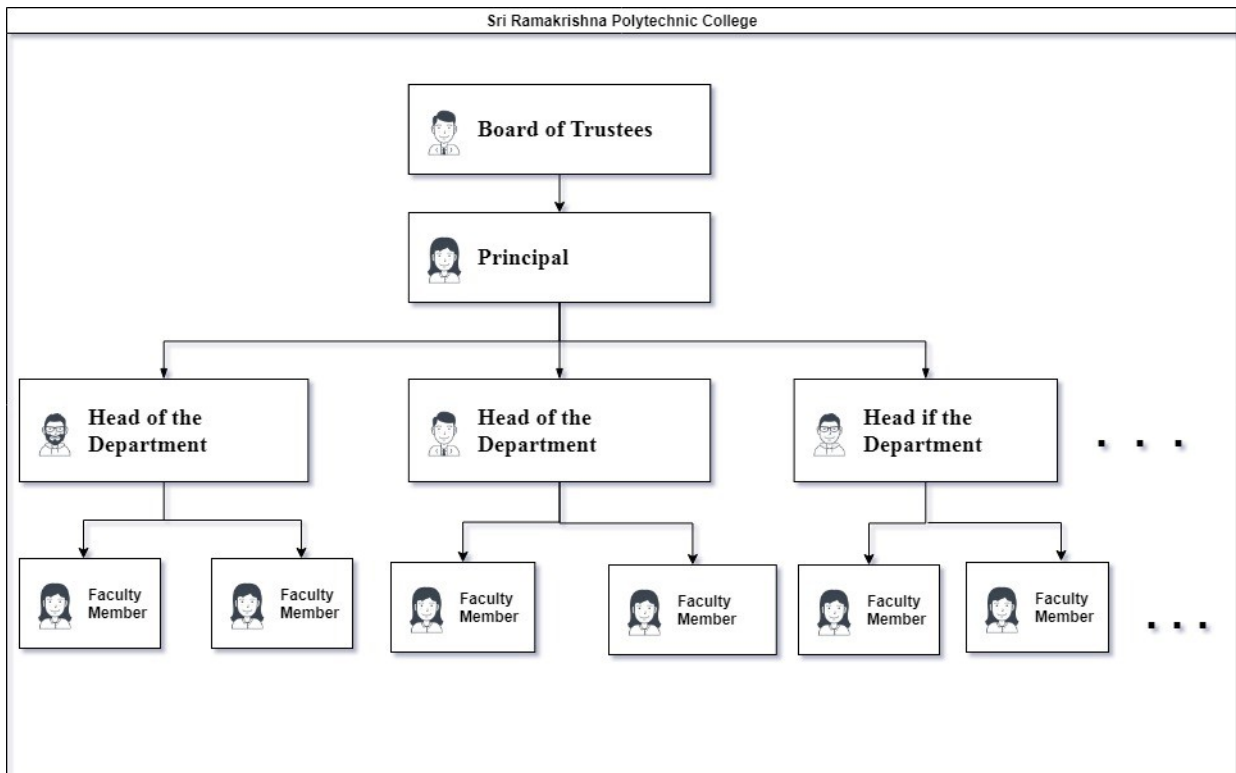 Sri Ramakrishna Polytechnic College
Board of Trustees
Principal
Head of the
Department
Head of the
Department
Head if the
Department
. . .
Faculty
Member
Faculty
Member
Faculty
Member
Faculty
Member
Faculty
Member
Faculty
Member
. . .